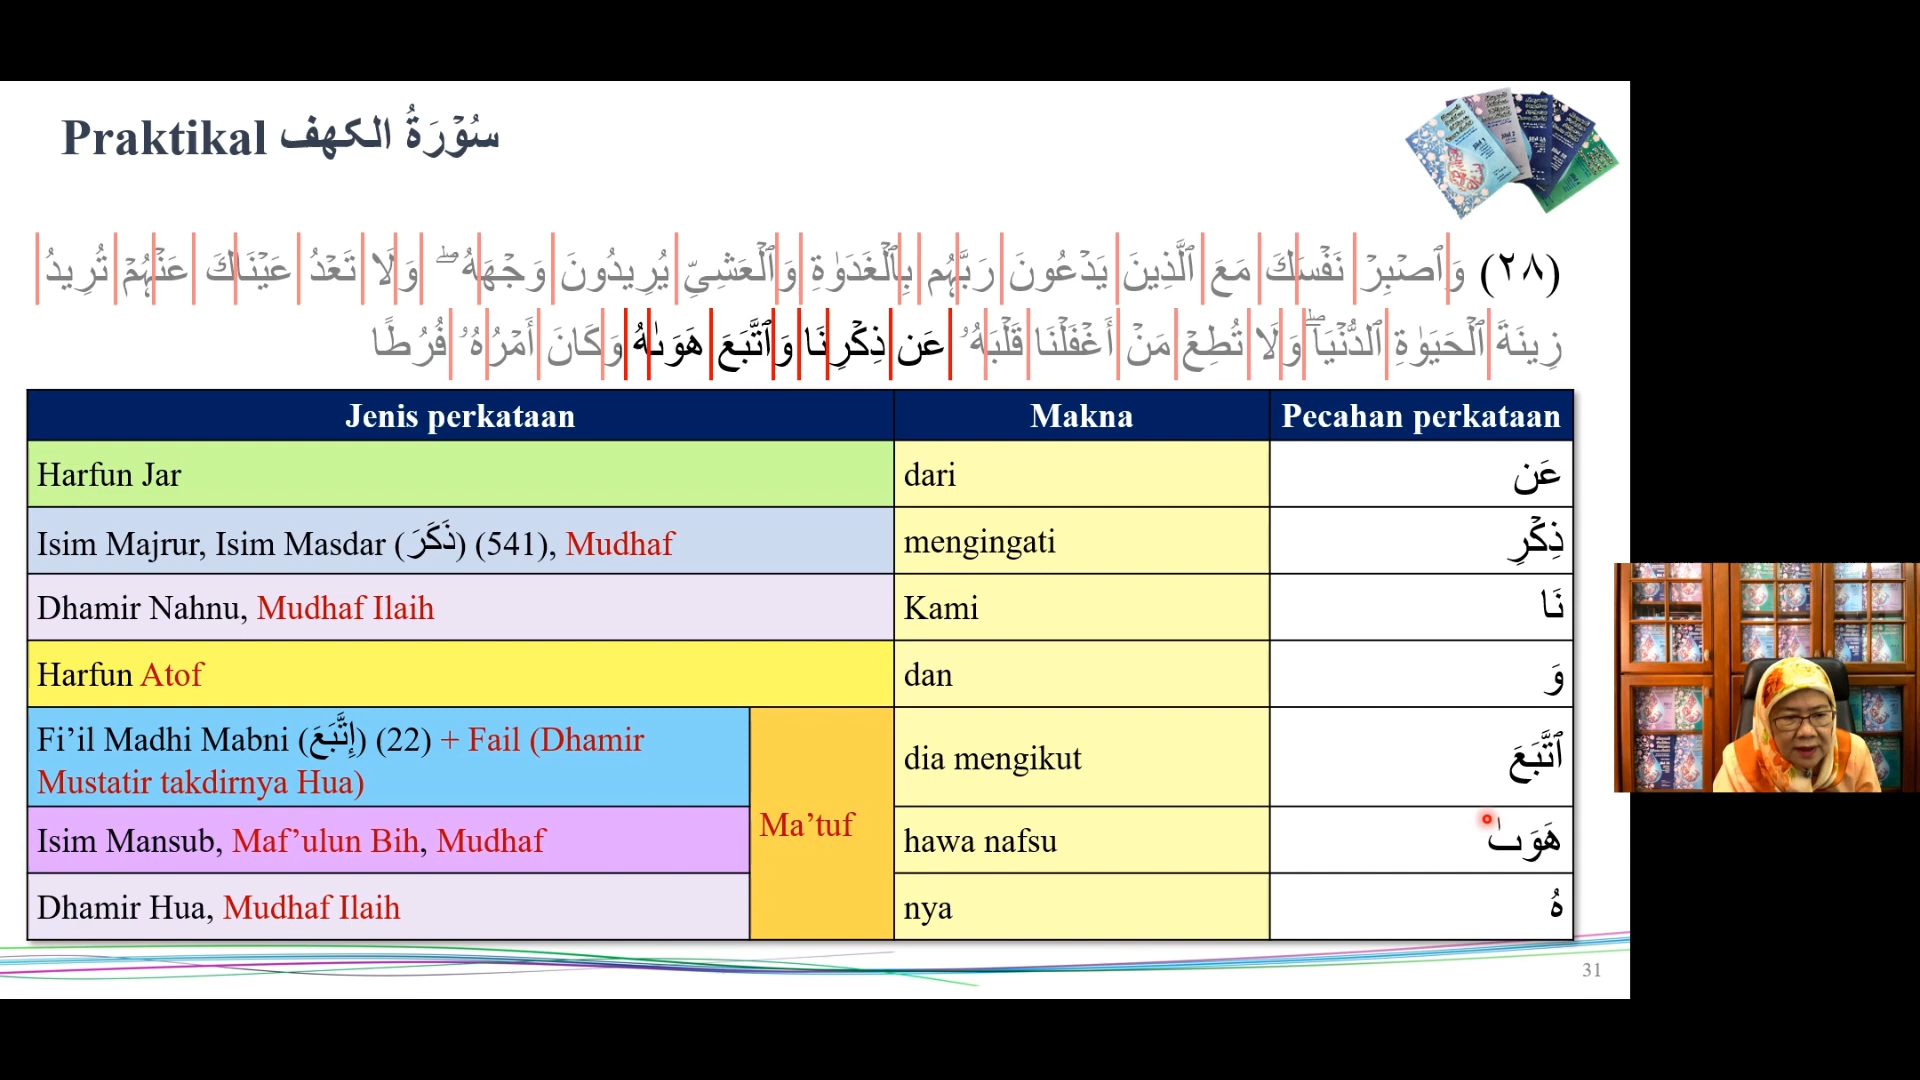 Praktikal سُوْرَةُ الكهف
(٢٨) وَٱصْبِرْ نَفْسَكَ مَعَ ٱلَّذِينَ يَدْعُونَ رَبَّهُم بِٱلْغَدَوٰةِ وَٱلْعَشِىِّ يُرِيدُونَ وَجْهَهُۥ ۖ وَلَا تَعْدُ عَيْنَاكَ عَنْهُمْ تُرِيدُ
زِينَةَ ٱلْحَيَوٰةِ ٱلدُّنْيَا ۖ وَلَا تُطِعْ مَنْ أَغْفَلْنَا قَلْبَهُۥ عَن ذِكْرِنَا وَٱتَّبَعَ هَوَىٰهُ وَكَانَ أَمْرُهُۥ فُرُطًا
Jenis perkataan Makna Pecahan perkataan
Harfun Jar dari عَن
Isim Majrur, Isim Masdar (ذَكَرَ) (541), Mudhaf mengingati ذِكْرِ
Dhamir Nahnu, Mudhaf Ilaih Kami نَا
Harfun Atof dan وَ
Fi’il Madhi Mabni (إِتَّبَعَ) (22) + Fail (Dhamir
Mustatir takdirnya Hua) dia mengikut ٱتَّبَعَ
Ma’tuf
Isim Mansub, Maf’ulun Bih, Mudhaf hawa nafsu هَوَىٰ
Dhamir Hua, Mudhaf Ilaih nya هُ
31